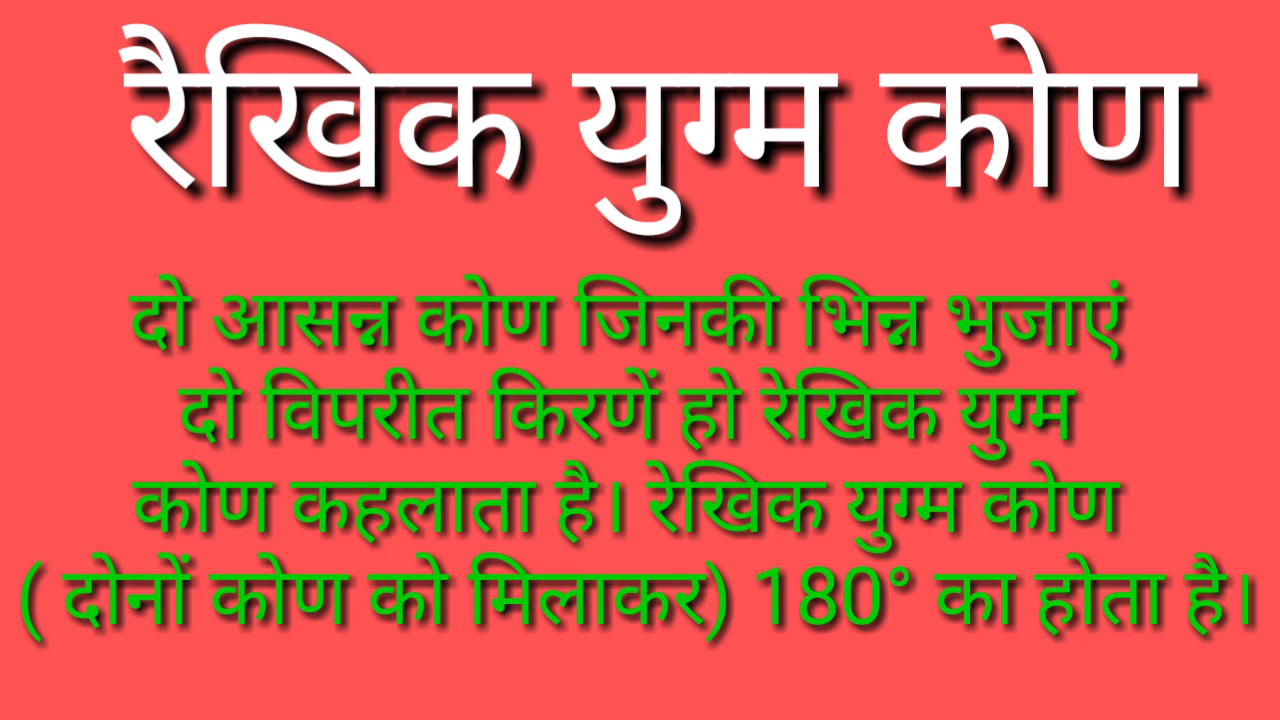 रैखिक युग्म कोण
दो आसन्न कोण जिनकी भिन्न भुजाएं
दो विपरीत किरणें हो रेखिक युग्म
कोण कहलाता है। रेखिक युग्म कोण
( दोनों कोण को मिलाकर) 180° का होता है।